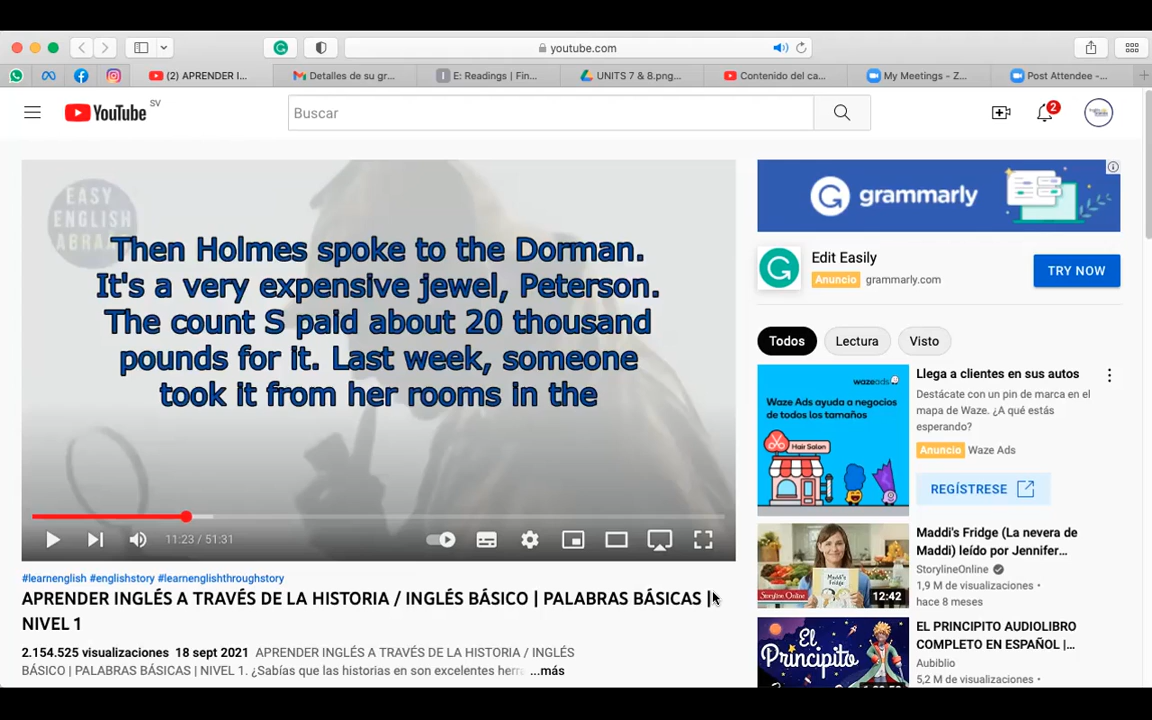 youtube.com
(2) APRENDER I...
Detalles de su gr...
E: Readings | Fin...
UNITS 7 & 8.png...
Contenido del ca...
My Meetings - Z...
Post Attendee -...
YouTube SV
Buscar
2
EASY
ENGLISH
ABRAR
Then Holmes spoke to the Dorman.
It's a very expensive jewel, Peterson.
The count S paid about 20 thousand
pounds for it. Last week, someone
took it from her rooms in the
11:23 / 51:31
#learnenglish #englishstory #learnenglishthroughstory
APRENDER INGLÉS A TRAVÉS DE LA HISTORIA / INGLÉS BÁSICO | PALABRAS BÁSICAS |
NIVEL 1
2.154.525 visualizaciones 18 sept 2021 APRENDER INGLÉS A TRAVÉS DE LA HISTORIA / INGLÉS
BÁSICO | PALABRAS BÁSICAS | NIVEL 1. ¿Sabías que las historias en son excelentes herra ...más
grammarly
Edit Easily
Anuncio grammarly.com
TRY NOW
Todos
Lectura
Visto
wazeads
Waze Ads ayuda a negocios
de todos los tamaños
Hair Salon
Llega a clientes en sus autos
Destácate con un pin de marca en el
mapa de Waze. ¿A qué estás
esperando?
Anuncio Waze Ads
REGÍSTRESE
Storyline Online
12:42
Maddi's Fridge (La nevera de
Maddi) leído por Jennifer...
StorylineOnline
1,9 M de visualizaciones •
hace 8 meses
El
Principito
EL PRINCIPITO AUDIOLIBRO
COMPLETO EN ESPAÑOL |...
Aubiblio
5,2 M de visualizaciones •